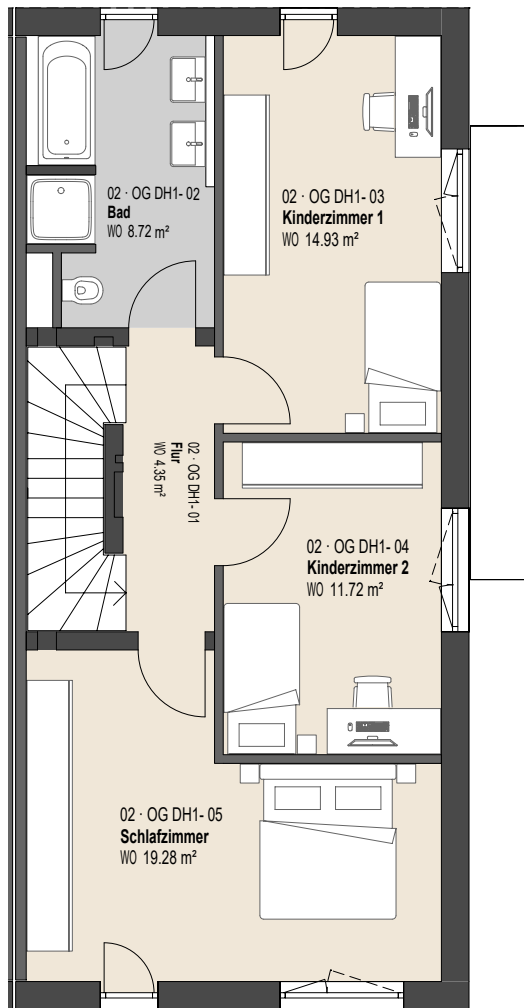 02 · OG DH1- 02
Bad
WO 8.72 m²
02 · OG DH1- 03
Kinderzimmer 1
WO 14.93 m²
02 · OG DH1- 01
Flur
WO 4.35 m²
02 · OG DH1- 04
Kinderzimmer 2
WO 11.72 m²
02 · OG DH1- 05
Schlafzimmer
WO 19.28 m²